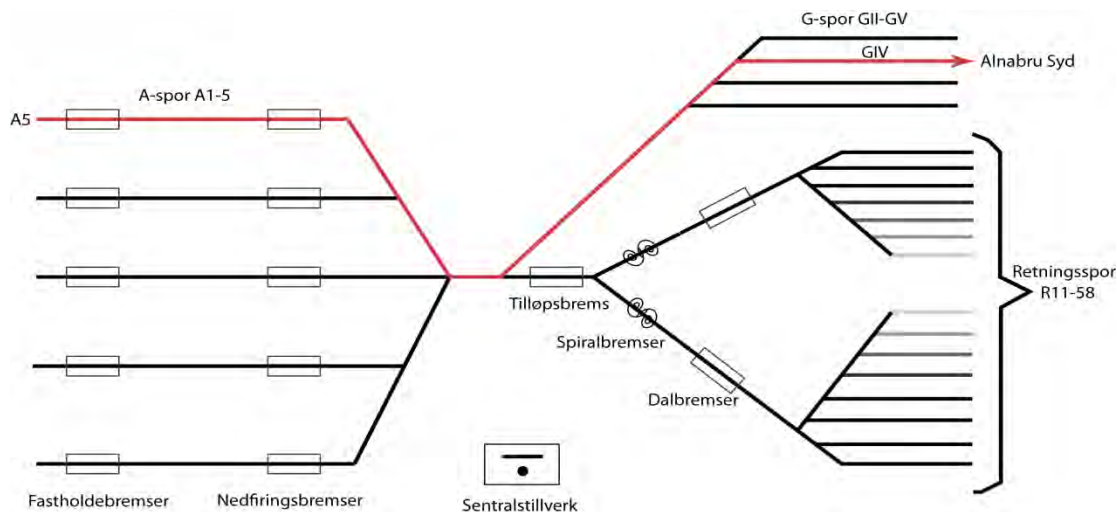 G-spor GII-GV
GIV
Alnabru Syd
A-spor A1-5
A5
Tilløpsbrems
Spiralbremser
Dalbremser
Retningsspor
R11-58
Fastholdebremser
Nedfiringsbremser
Sentralstillverk